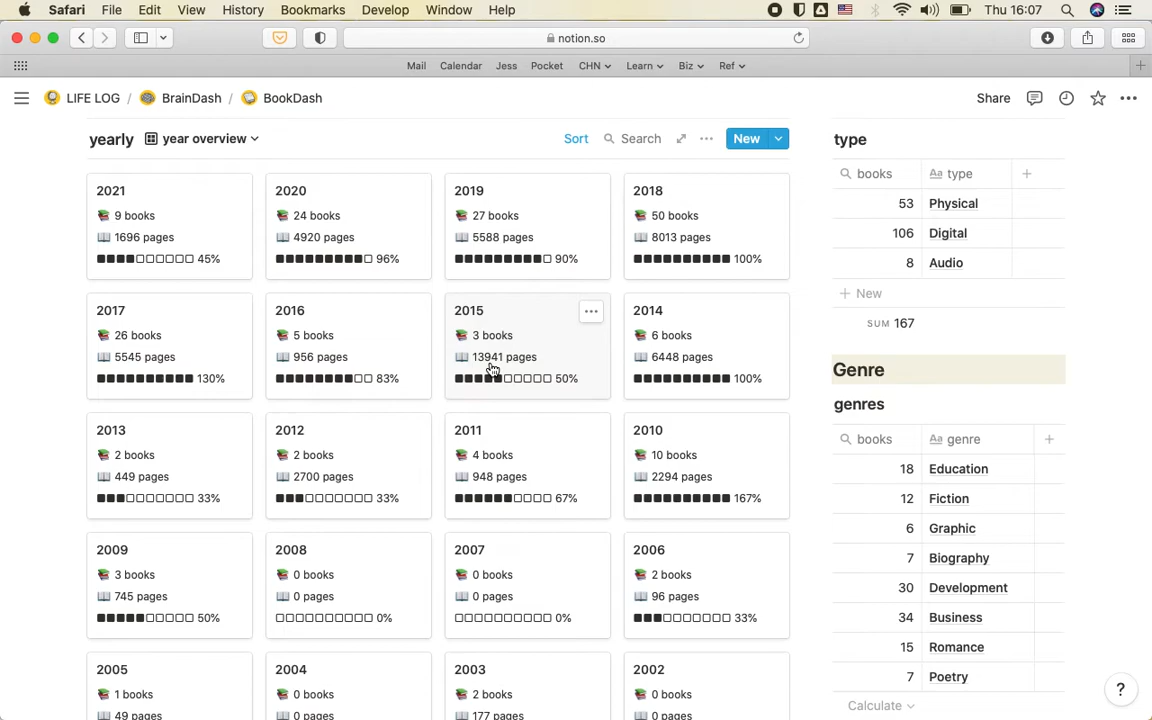 Safari File Edit View History Bookmarks Develop Window Help Thu 16:07
notion.so
Mail Calendar Jess Pocket CHN Learn Biz Ref
LIFE LOG / BrainDash / BookDash Share
yearly year overview Sort Search New
2021
9 books
1696 pages
45%
2020
24 books
4920 pages
96%
2019
27 books
5588 pages
90%
2018
50 books
8013 pages
100%
2017
26 books
5545 pages
130%
2016
5 books
956 pages
83%
2015
3 books
13941 pages
50%
2014
6 books
6448 pages
100%
2013
2 books
449 pages
33%
2012
2 books
2700 pages
33%
2011
4 books
948 pages
67%
2010
10 books
2294 pages
167%
2009
3 books
745 pages
50%
2008
0 books
0 pages
0%
2007
0 books
0 pages
0%
2006
2 books
96 pages
33%
2005
1 books
49 pages
2004
0 books
0 pages
2003
2 books
177 pages
2002
0 books
0 pages
type
books type
53 Physical
106 Digital
8 Audio
New
SUM 167
Genre
genres
books genre
18 Education
12 Fiction
6 Graphic
7 Biography
30 Development
34 Business
15 Romance
7 Poetry
Calculate
?